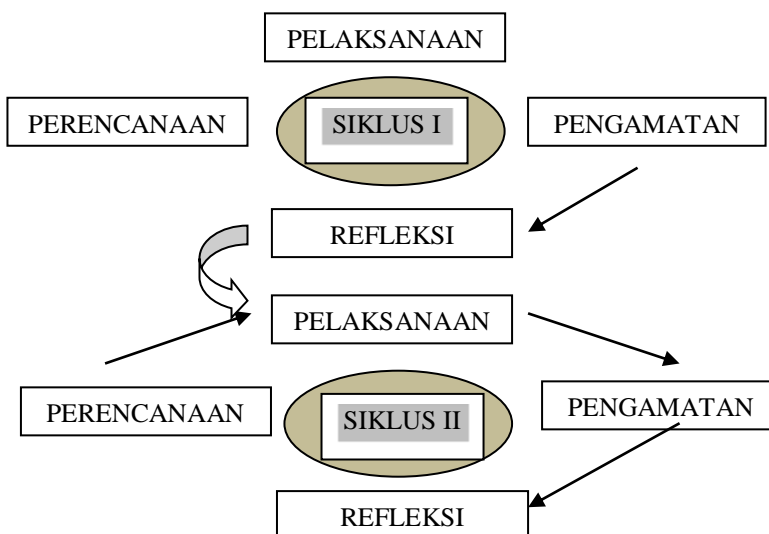 PELAKSANAAN
PERENCANAAN
SIKLUS I
PENGAMATAN
REFLEKSI
PELAKSANAAN
PERENCANAAN
SIKLUS II
PENGAMATAN
REFLEKSI